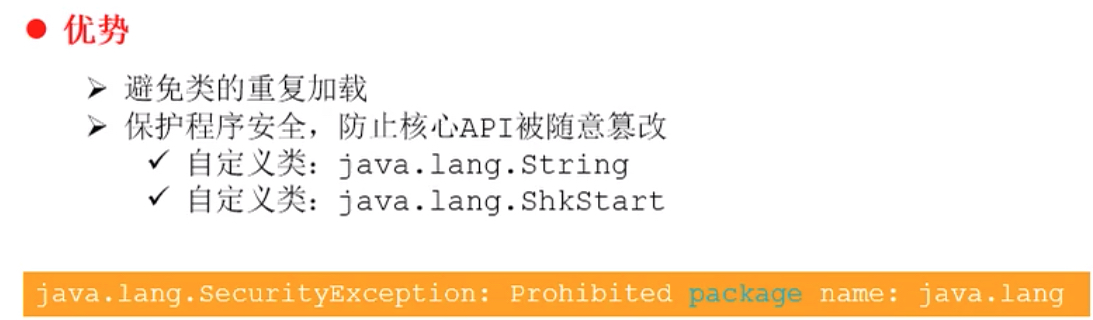 ● 优势
➢ 避免类的重复加载
➢ 保护程序安全，防止核心API被随意篡改
✓ 自定义类：java.lang.String
✓ 自定义类：java.lang.ShkStart
java.lang.SecurityException: Prohibited package name: java.lang